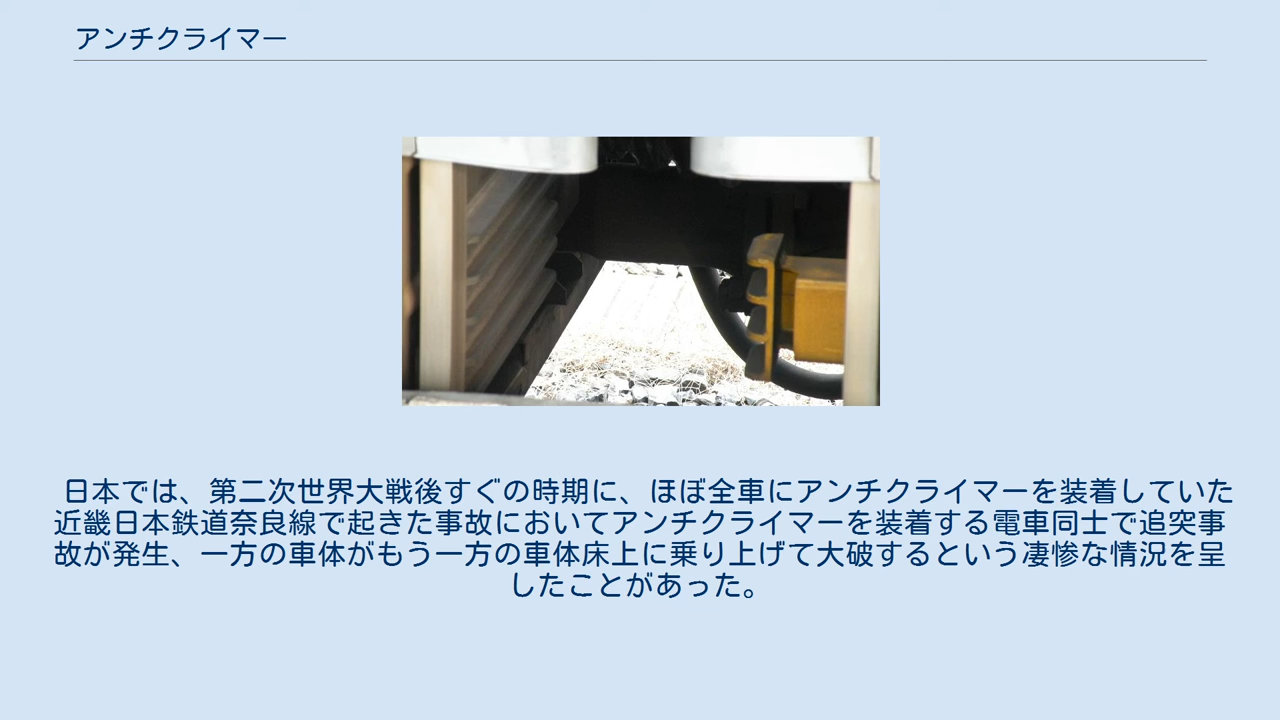 アンチクライマー
日本では、第二次世界大戦後すぐの時期に、ほぼ全車にアンチクライマーを装着していた
近畿日本鉄道奈良線で起きた事故においてアンチクライマーを装着する電車同士で追突事
故が発生、一方の車体がもう一方の車体床上に乗り上げて大破するという凄惨な情況を呈
したことがあった。